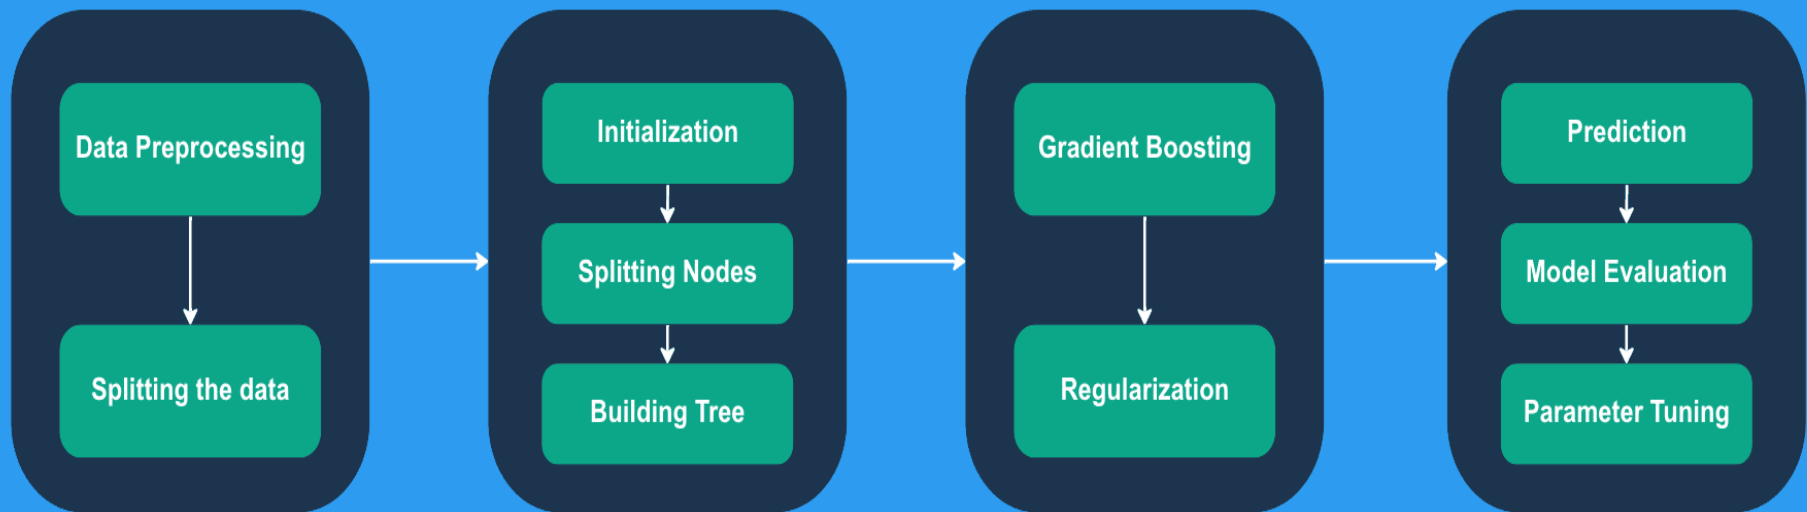 Data Preprocessing
Splitting the data
Initialization
Splitting Nodes
Building Tree
Gradient Boosting
Regularization
Prediction
Model Evaluation
Parameter Tuning